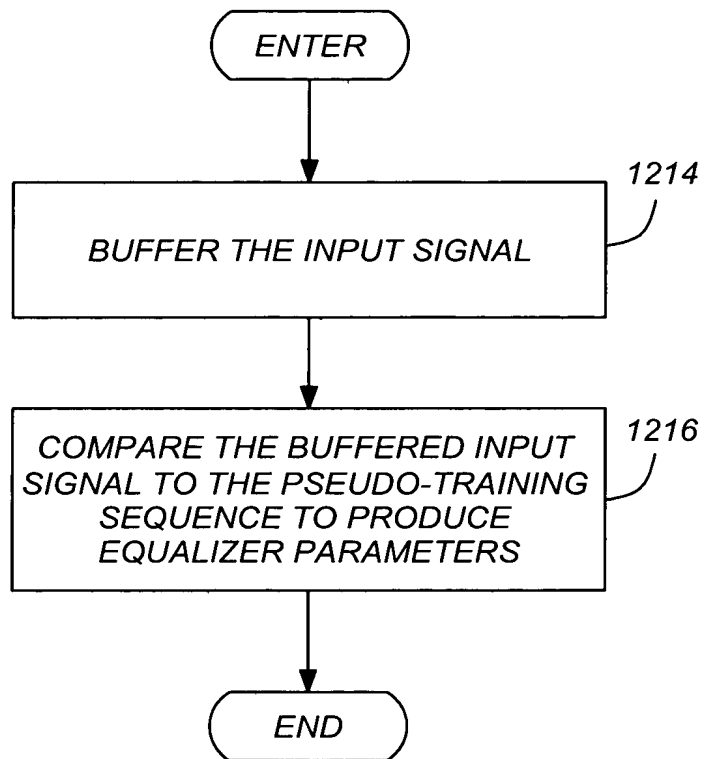 ENTER
1214
BUFFER THE INPUT SIGNAL
1216
COMPARE THE BUFFERED INPUT
SIGNAL TO THE PSEUDO-TRAINING
SEQUENCE TO PRODUCE
EQUALIZER PARAMETERS
END